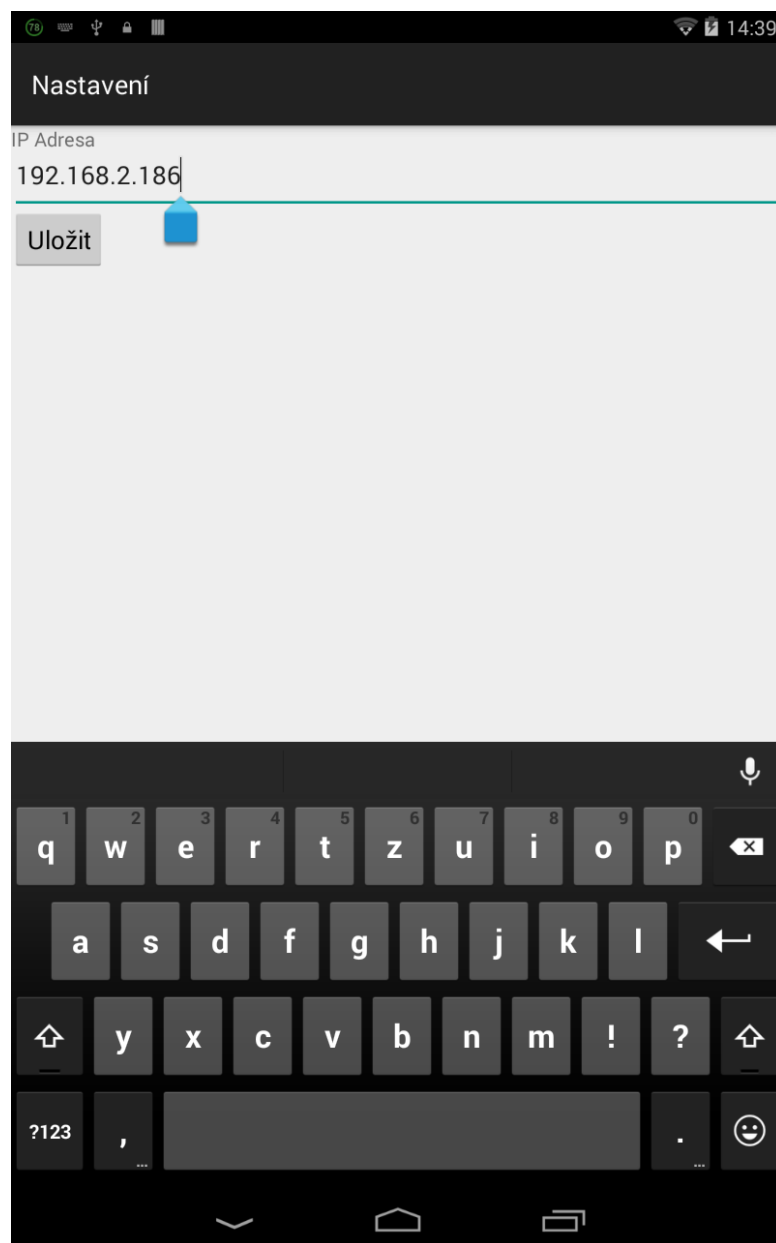 78 14:39
Nastavení
IP Adresa
192.168.2.186
Uložit
1 2 3 4 5 6 7 8 9 0
q w e r t z u i o p
a s d f g h j k l
y x c v b n m ! ?
?123 , ... . ...